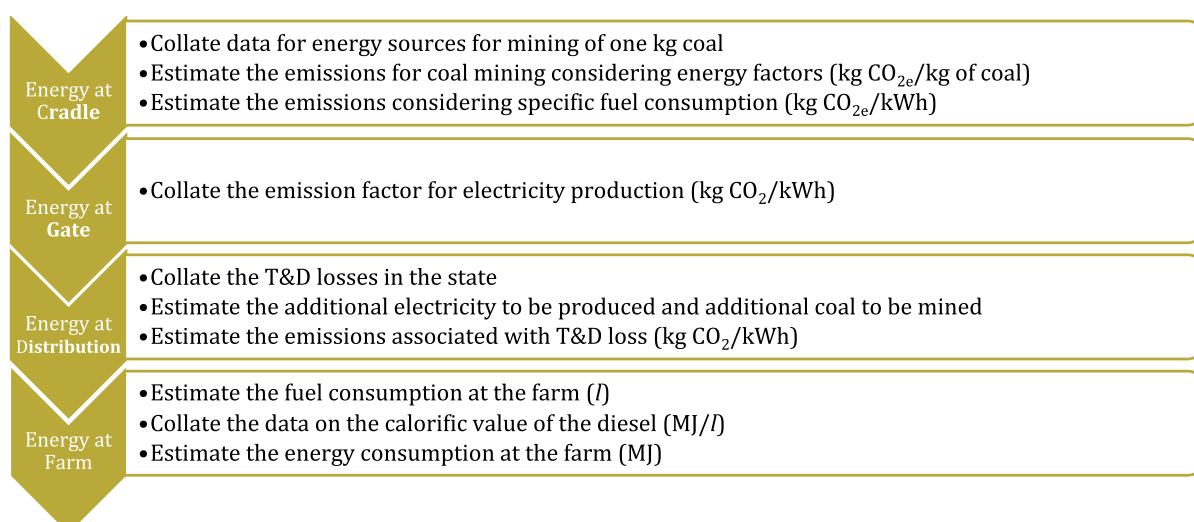 Energy at
Cradle
•Collate data for energy sources for mining of one kg coal
•Estimate the emissions for coal mining considering energy factors (kg CO2e/kg of coal)
•Estimate the emissions considering specific fuel consumption (kg CO2e/kWh)
Energy at
Gate
•Collate the emission factor for electricity production (kg CO2/kWh)
Energy at
Distribution
•Collate the T&D losses in the state
•Estimate the additional electricity to be produced and additional coal to be mined
•Estimate the emissions associated with T&D loss (kg CO2/kWh)
Energy at
Farm
•Estimate the fuel consumption at the farm (l)
•Collate the data on the calorific value of the diesel (MJ/l)
•Estimate the energy consumption at the farm (MJ)